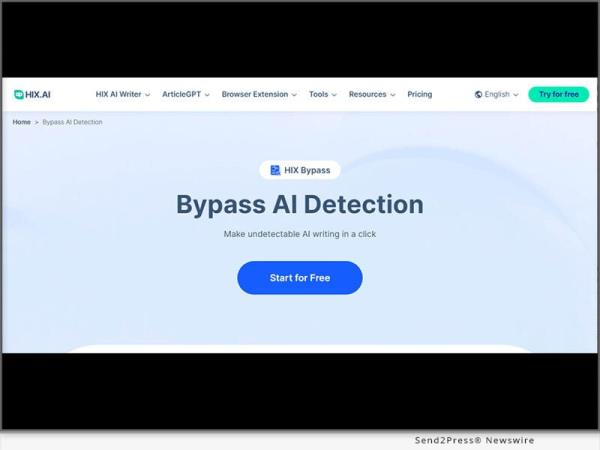 HIX.AI HIX AI Writer ArticleGPT Browser Extension Tools Resources Pricing English Try for free
Home > Bypass AI Detection
HIX Bypass
Bypass AI Detection
Make undetectable AI writing in a click
Start for Free
Send2Press® Newswire